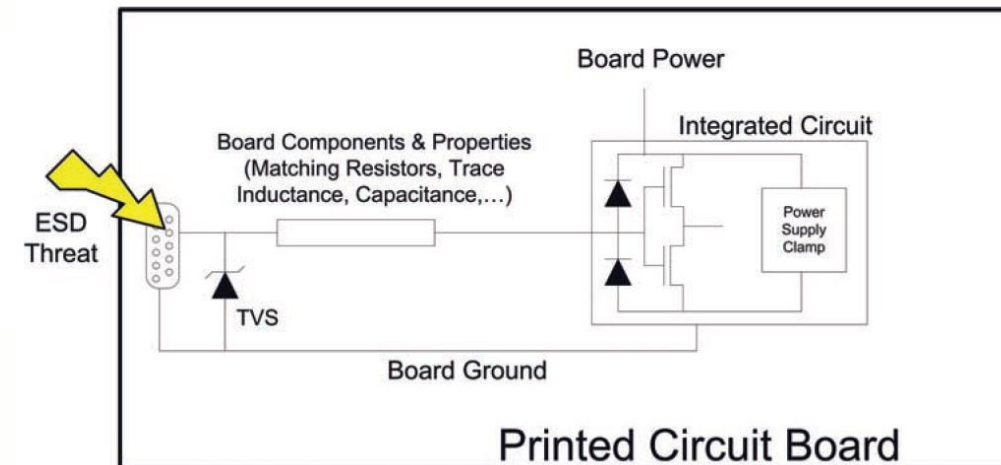 Board Power
Integrated Circuit
Board Components & Properties
(Matching Resistors, Trace
Inductance, Capacitance,...)
ESD
Threat
Power
Supply
Clamp
TVS
Board Ground
Printed Circuit Board